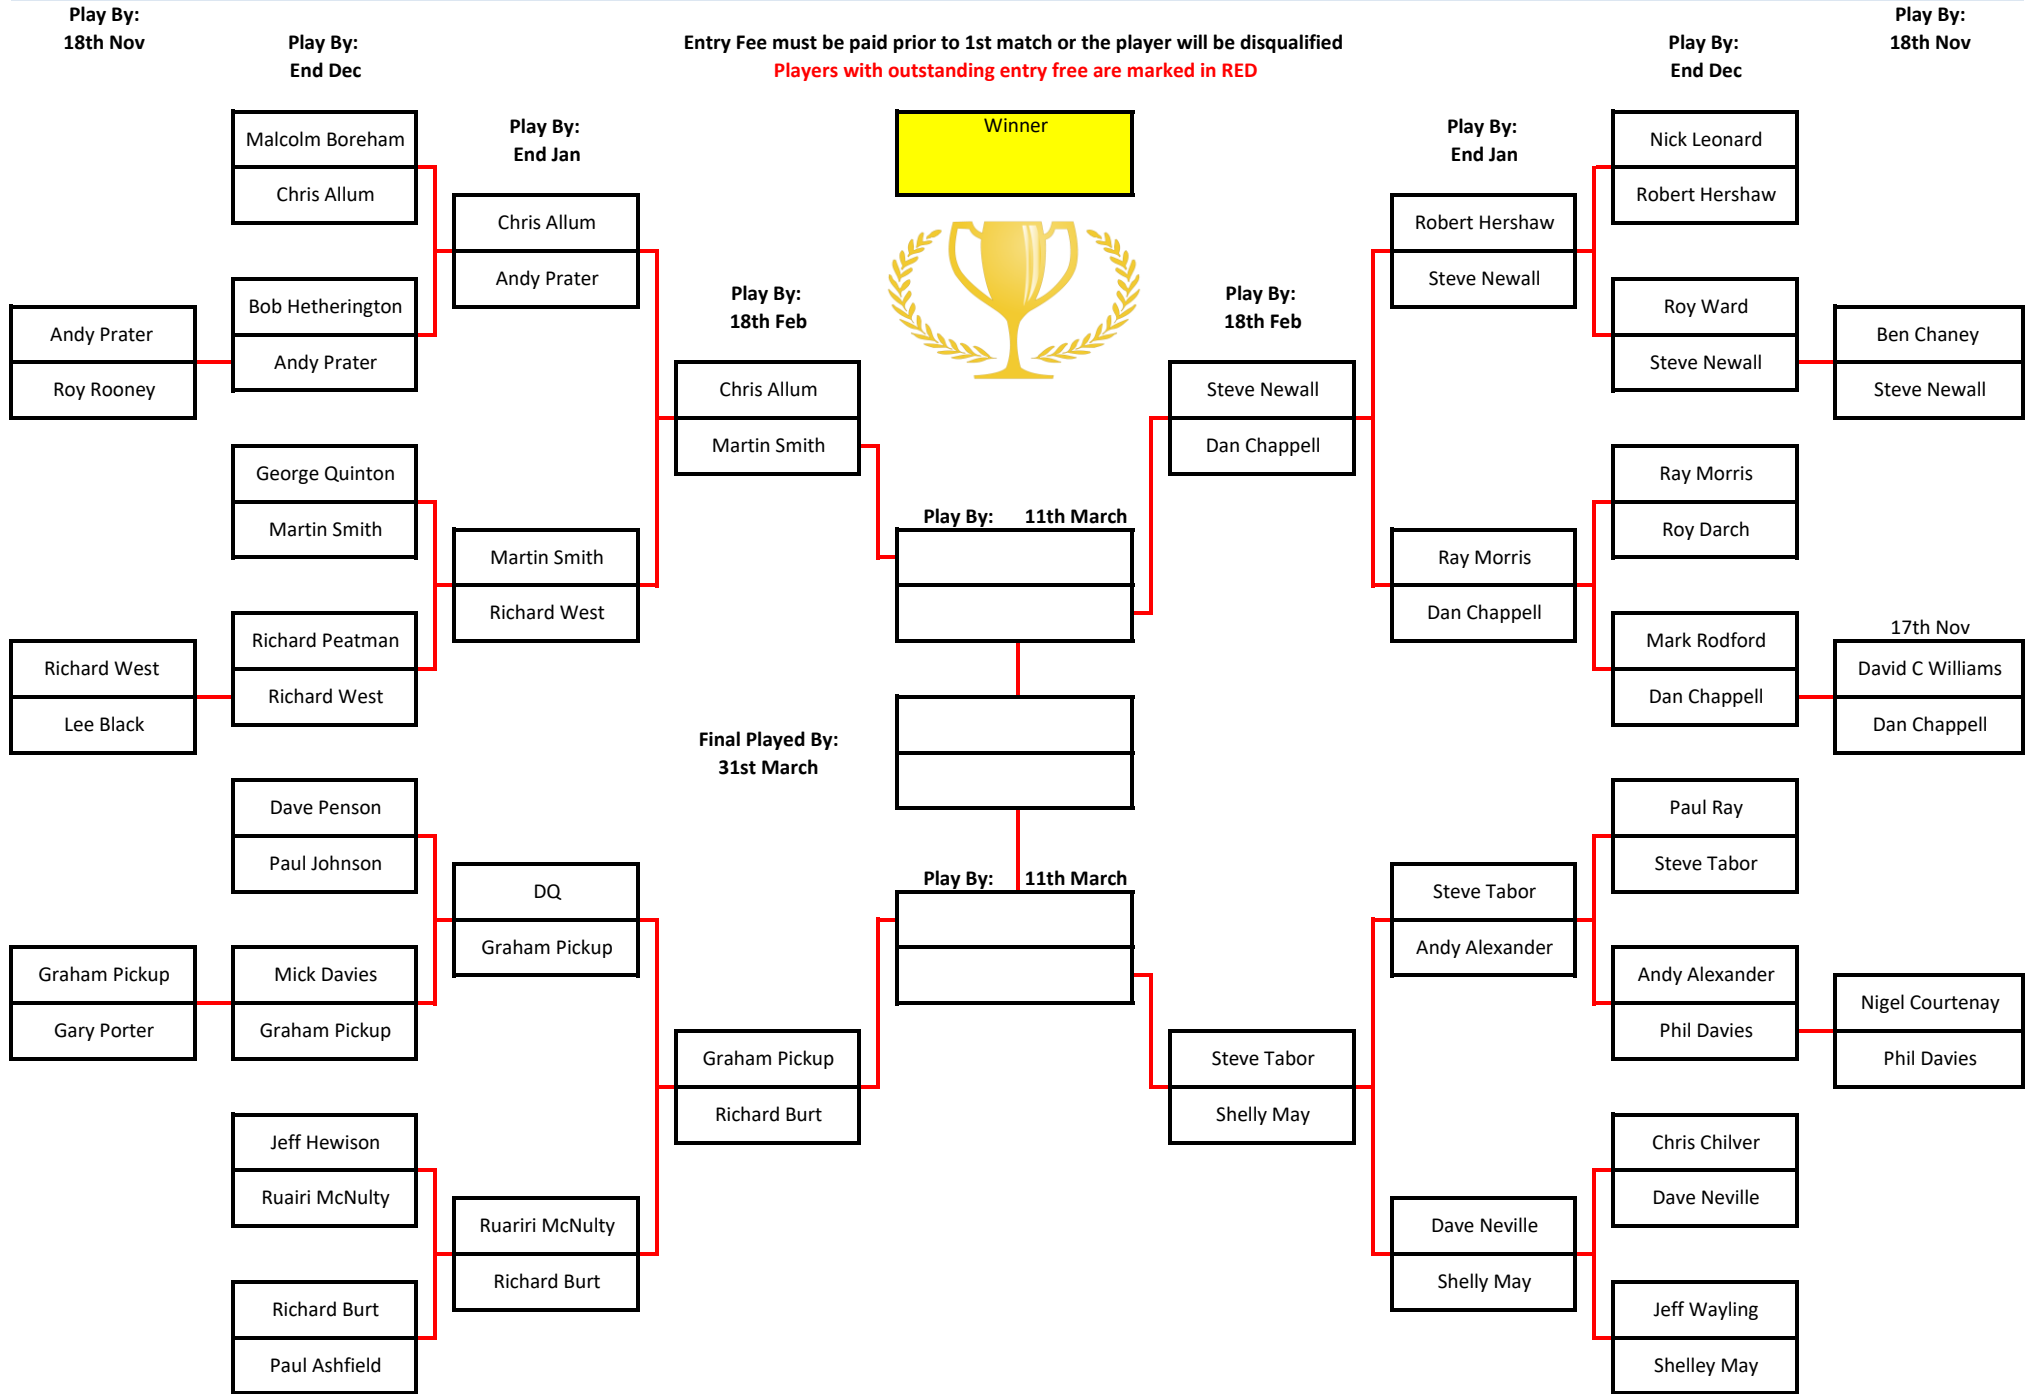 Play By:
18th Nov
Play By:
End Dec
Entry Fee must be paid prior to 1st match or the player will be disqualified
Players with outstanding entry free are marked in RED
Play By:
End Dec
Play By:
18th Nov
Malcolm Boreham
Chris Allum
Bob Hetherington
Andy Prater
Andy Prater
Roy Rooney
George Quinton
Martin Smith
Richard Peatman
Richard West
Richard West
Lee Black
Dave Penson
Paul Johnson
Mick Davies
Graham Pickup
Graham Pickup
Gary Porter
Jeff Hewison
Ruairi McNulty
Richard Burt
Paul Ashfield
Play By:
End Jan
Chris Allum
Andy Prater
Martin Smith
Richard West
DQ
Graham Pickup
Ruariri McNulty
Richard Burt
Play By:
18th Feb
Chris Allum
Martin Smith
Graham Pickup
Richard Burt
Winner
Play By: 11th March
Final Played By:
31st March
Play By: 11th March
Play By:
18th Feb
Steve Newall
Dan Chappell
Steve Tabor
Shelly May
Play By:
End Jan
Robert Hershaw
Steve Newall
Ray Morris
Dan Chappell
Steve Tabor
Andy Alexander
Dave Neville
Shelly May
Nick Leonard
Robert Hershaw
Roy Ward
Steve Newall
Ray Morris
Roy Darch
Mark Rodford
Dan Chappell
Paul Ray
Steve Tabor
Andy Alexander
Phil Davies
Chris Chilver
Dave Neville
Jeff Wayling
Shelley May
Ben Chaney
Steve Newall
17th Nov
David C Williams
Dan Chappell
Nigel Courtenay
Phil Davies